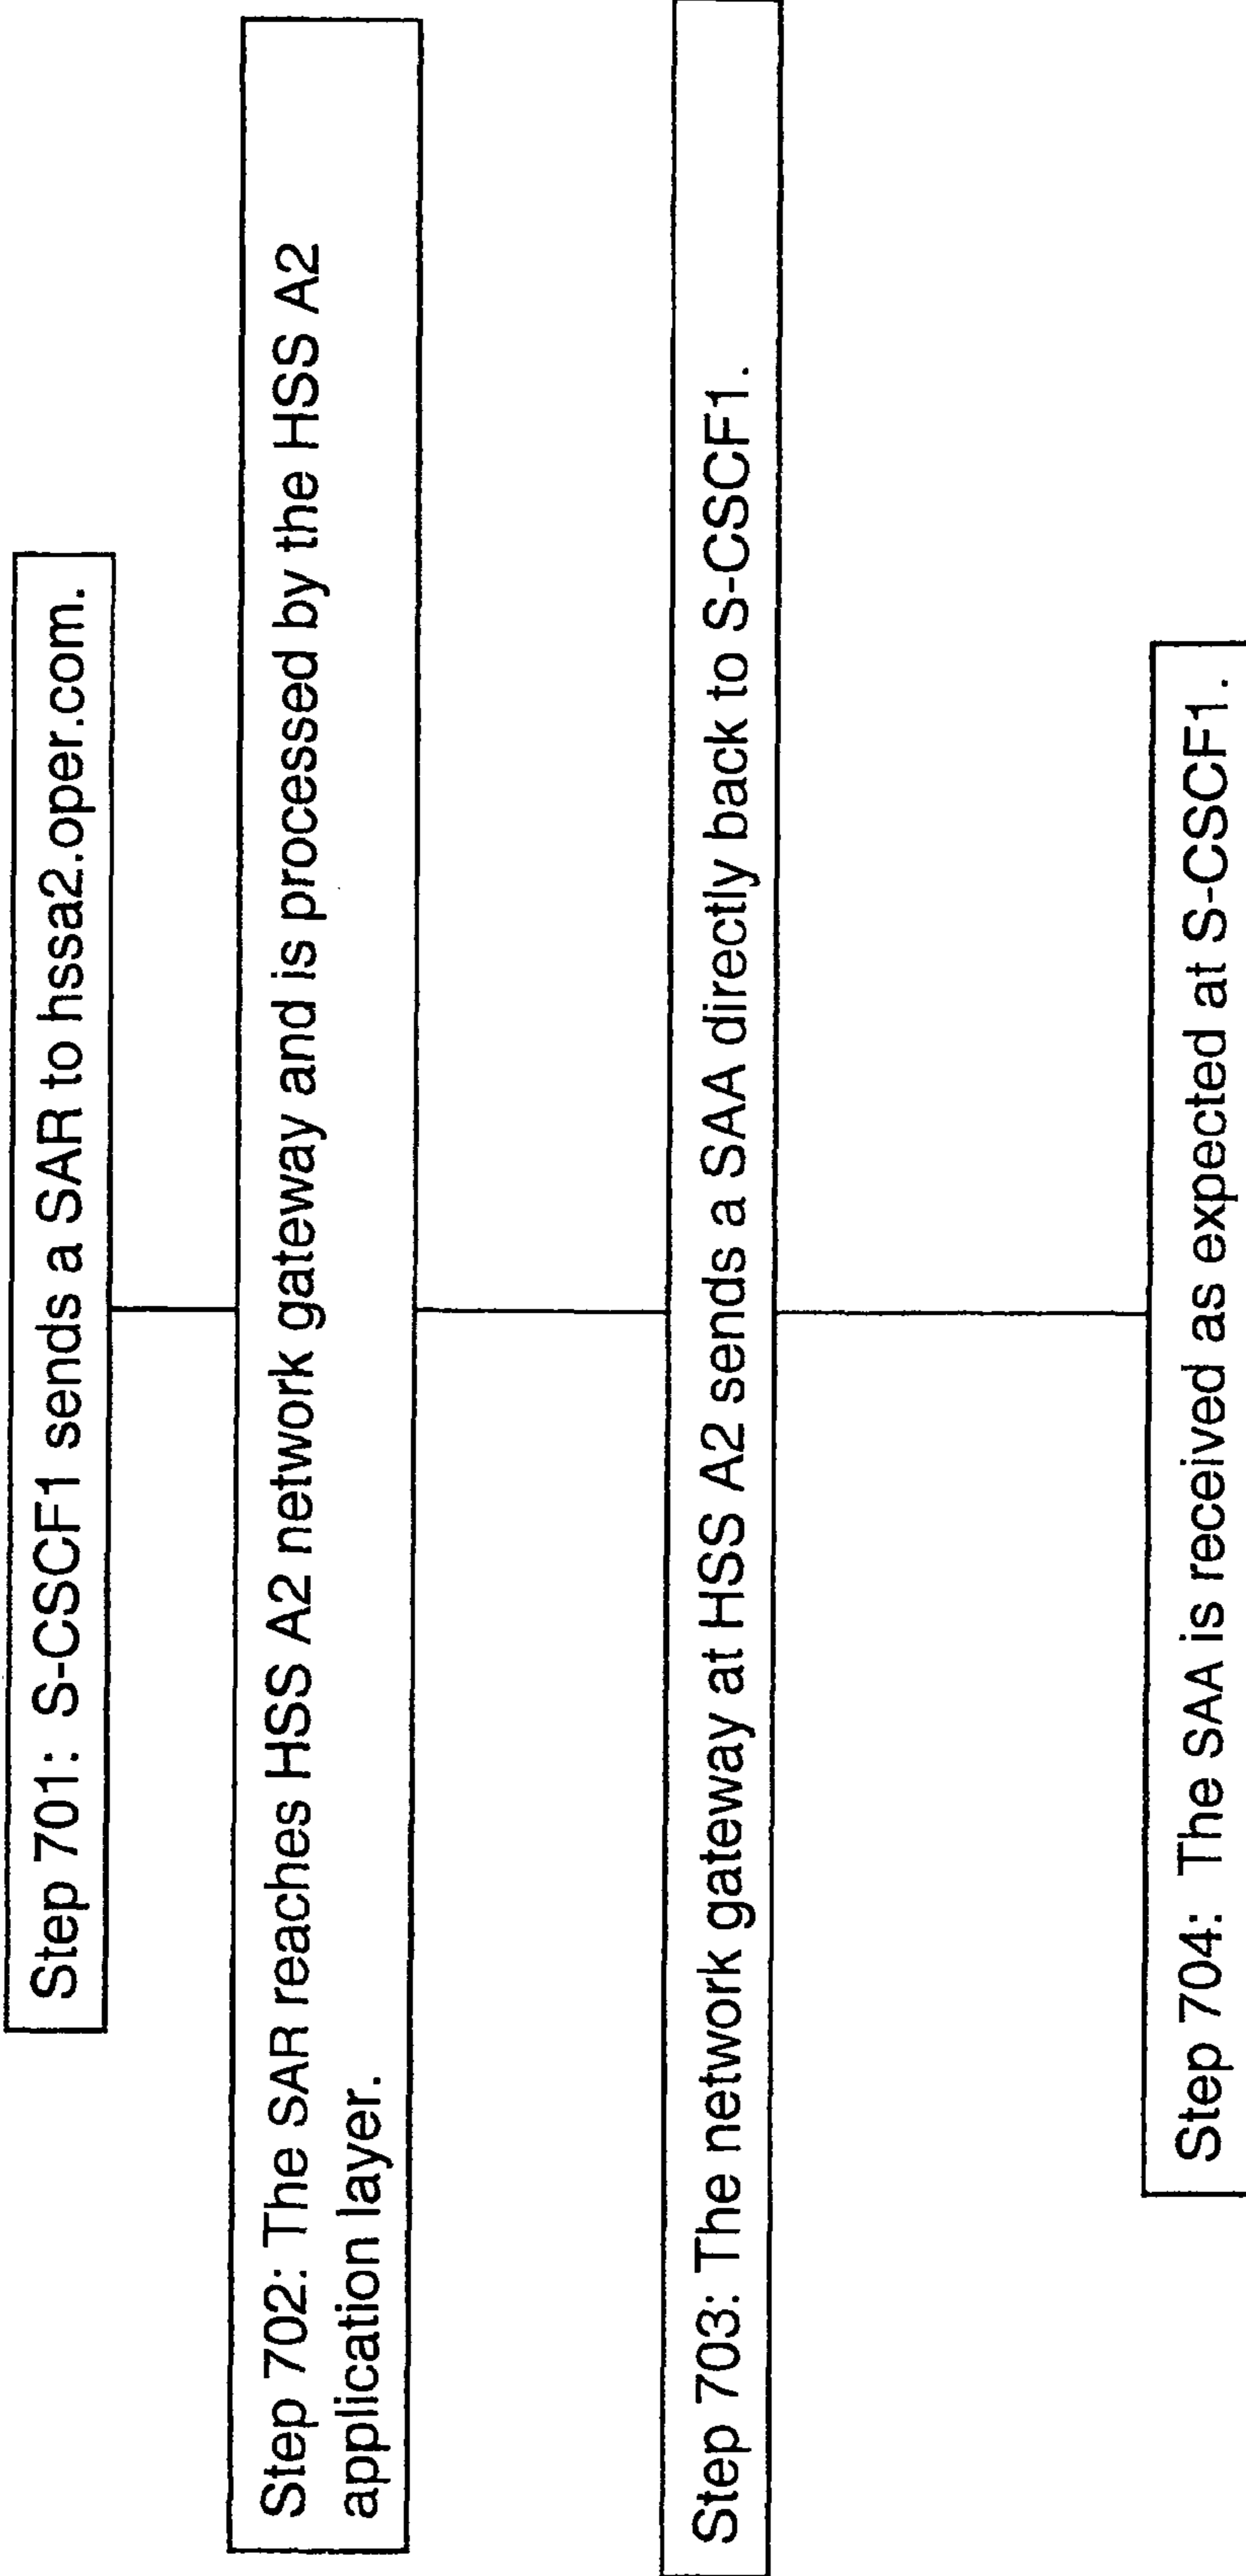 Step 701: S-CSCF1 sends a SAR to hssa2.oper.com.
Step 702: The SAR reaches HSS A2 network gateway and is processed by the HSS A2
application layer.
Step 703: The network gateway at HSS A2 sends a SAA directly back to S-CSCF1.
Step 704: The SAA is received as expected at S-CSCF1.